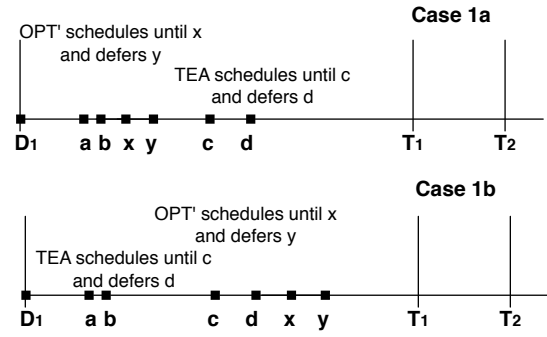 Case 1a
OPT' schedules until x
and defers y
TEA schedules until c
and defers d
D1 a b x y c d T1 T2
Case 1b
OPT' schedules until x
and defers y
TEA schedules until c
and defers d
D1 a b c d x y T1 T2